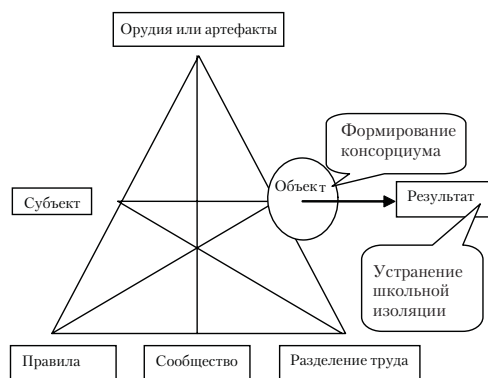 Орудия или артефакты
Формирование
консорциума
Объект
Субъект
Результат
Устранение
школьной
изоляции
Правила
Сообщество
Разделение труда